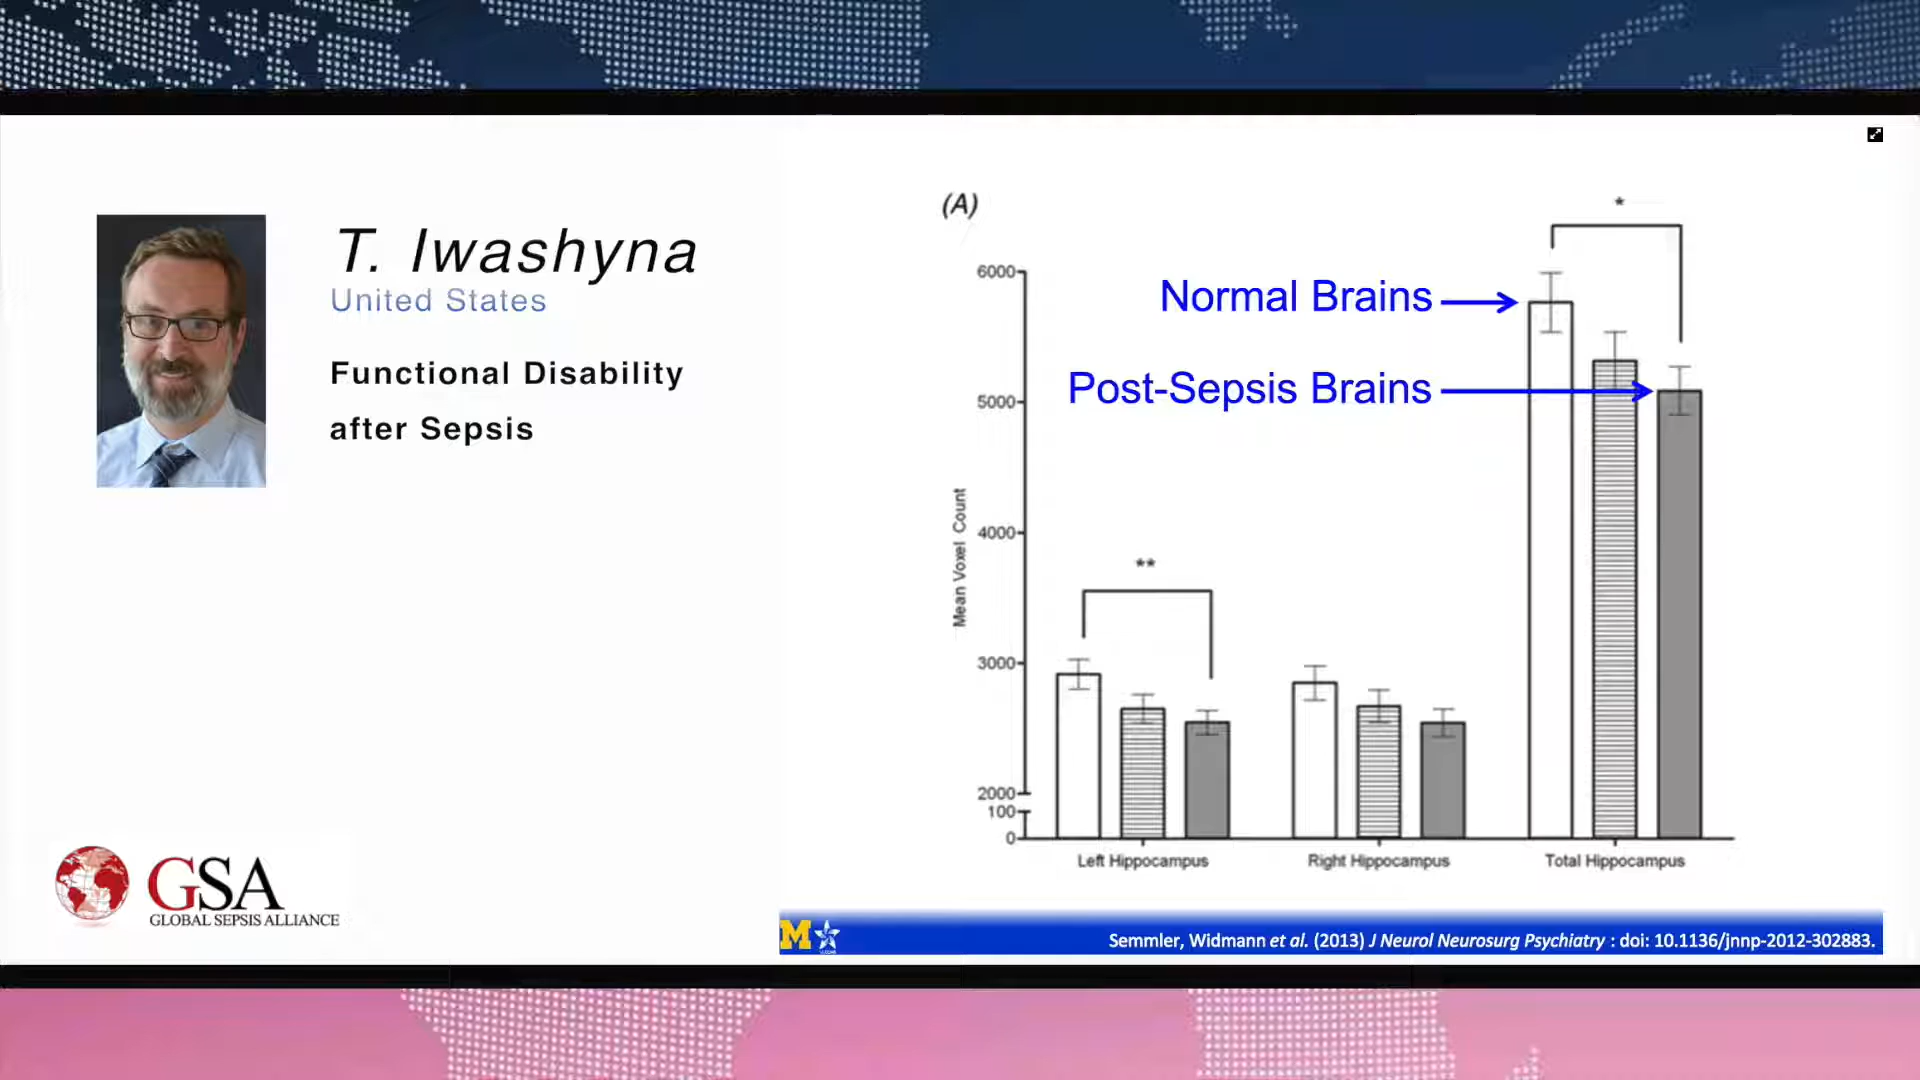 T. Iwashyna
United States
Functional Disability
after Sepsis
GSA
GLOBAL SEPSIS ALLIANCE
(A)
*
Normal Brains
Post-Sepsis Brains
**
Mean Voxel Count
6000
5000
4000
3000
2000
100
0
Left Hippocampus
Right Hippocampus
Total Hippocampus
M
Semmler, Widmann et al. (2013) J Neurol Neurosurg Psychiatry : doi: 10.1136/jnnp-2012-302883.